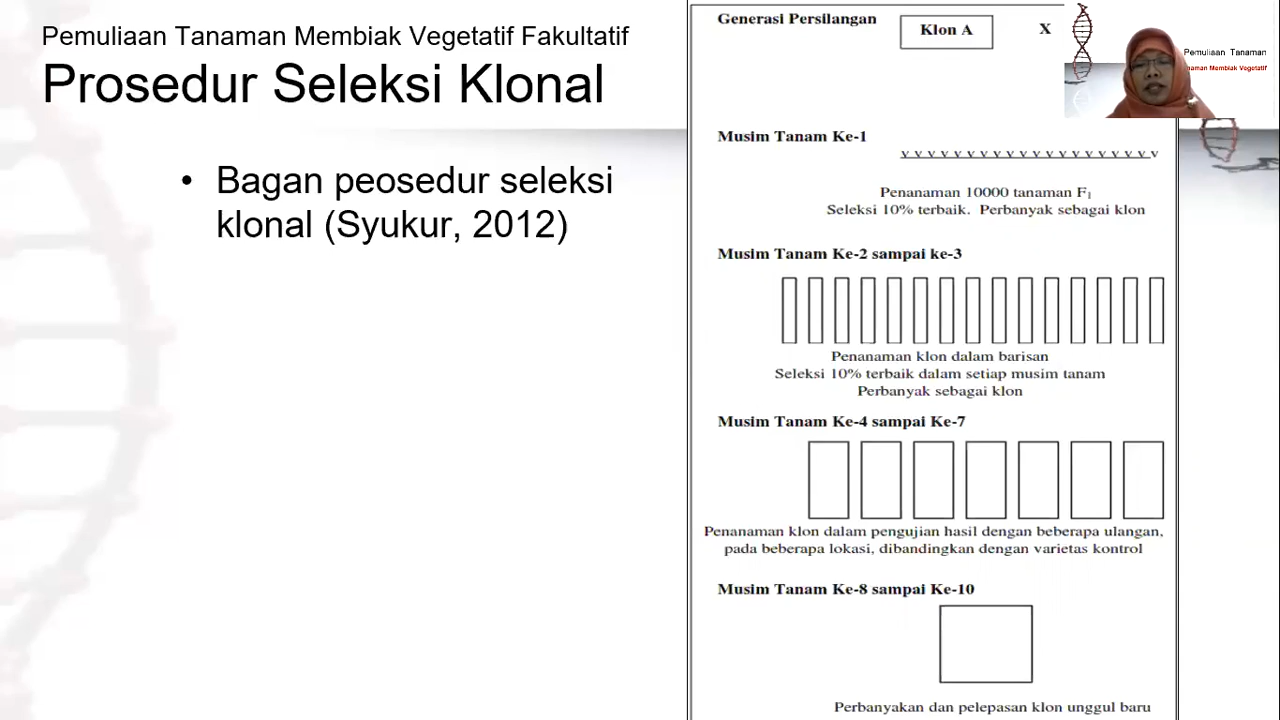 Pemuliaan Tanaman Membiak Vegetatif Fakultatif
Prosedur Seleksi Klonal
• Bagan peosedur seleksi
klonal (Syukur, 2012)
Generasi Persilangan
Klon A
X
Pemuliaan Tanaman
naman Membiak Vegetatif
Musim Tanam Ke-1
v v v v v v v v v v v v v v v v v v v v
Penanaman 10000 tanaman F₁
Seleksi 10% terbaik. Perbanyak sebagai klon
Musim Tanam Ke-2 sampai ke-3
Penanaman klon dalam barisan
Seleksi 10% terbaik dalam setiap musim tanam
Perbanyak sebagai klon
Musim Tanam Ke-4 sampai Ke-7
Penanaman klon dalam pengujian hasil dengan beberapa ulangan,
pada beberapa lokasi, dibandingkan dengan varietas kontrol
Musim Tanam Ke-8 sampai Ke-10
Perbanyakan dan pelepasan klon unggul baru